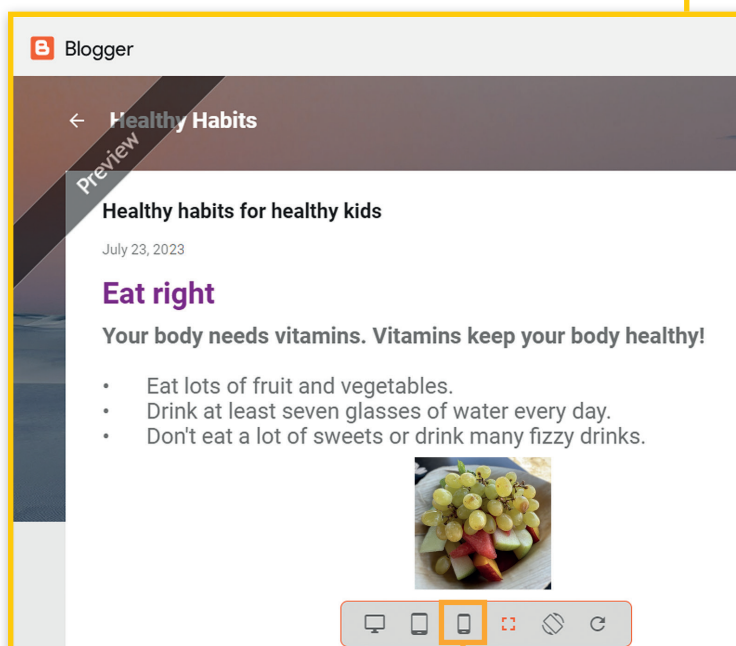 Blogger
Healthy Habits
Preview
Healthy habits for healthy kids
July 23, 2023
Eat right
Your body needs vitamins. Vitamins keep your body healthy!
• Eat lots of fruit and vegetables.
• Drink at least seven glasses of water every day.
• Don't eat a lot of sweets or drink many fizzy drinks.